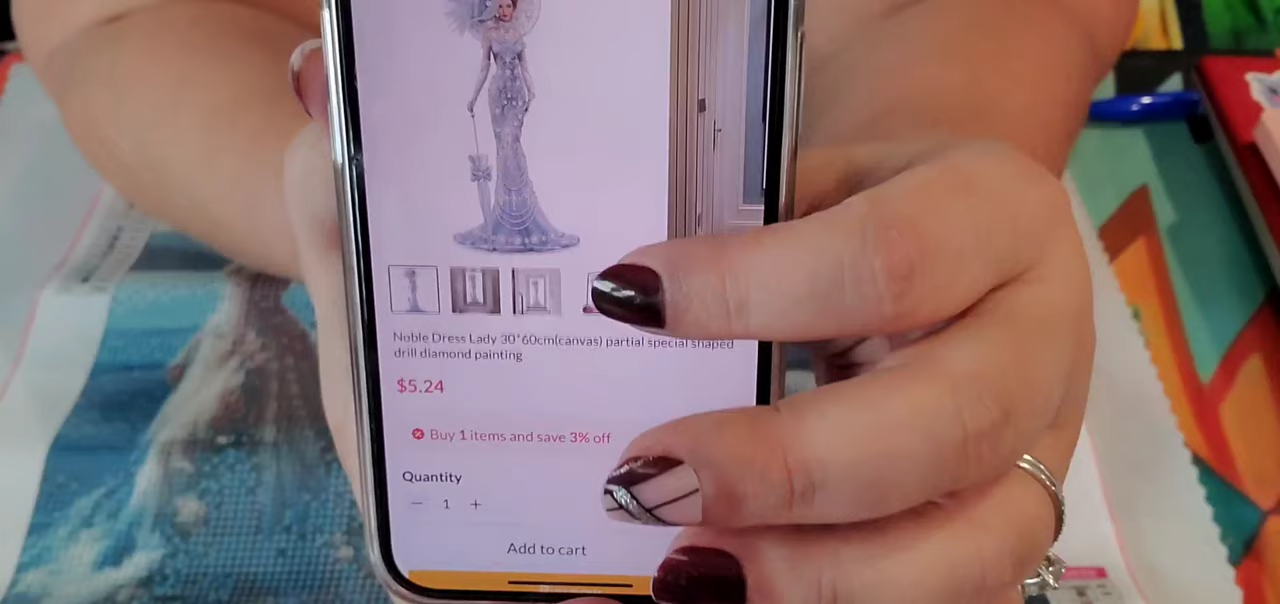 Noble Dress Lady 30*60cm(canvas) partial special shaped
drill diamond painting
$5.24
Buy 1 items and save 3% off
Quantity
− 1 +
Add to cart